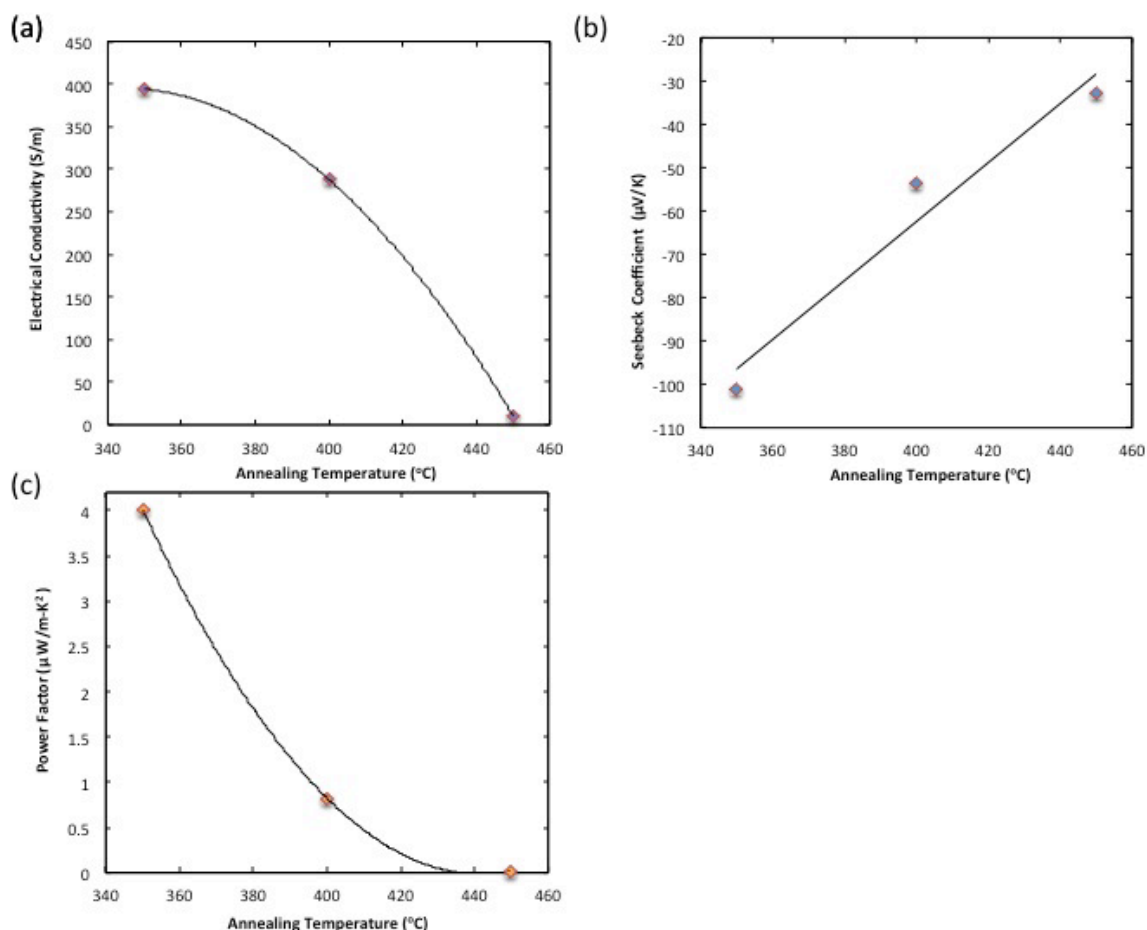 (a)
450
400
350
300
250
200
150
100
50
0
Electrical Conductivity (S/m)
340 360 380 400 420 440 460
Annealing Temperature (°C)
(b)
-20
-30
-40
-50
-60
-70
-80
-90
-100
-110
Seebeck Coefficient (μV/K)
340 360 380 400 420 440 460
Annealing Temperature (°C)
(c)
4
3.5
3
2.5
2
1.5
1
0.5
0
Power Factor (μW/m-K²)
340 360 380 400 420 440 460
Annealing Temperature (°C)